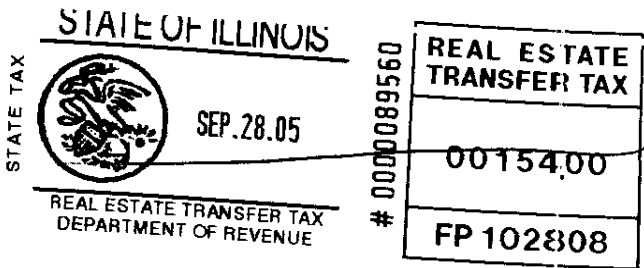 STATE OF ILLINOIS
STATE TAX
SEP.28.05
REAL ESTATE TRANSFER TAX
DEPARTMENT OF REVENUE
# 0000089560
REAL ESTATE
TRANSFER TAX
00154.00
FP 102808